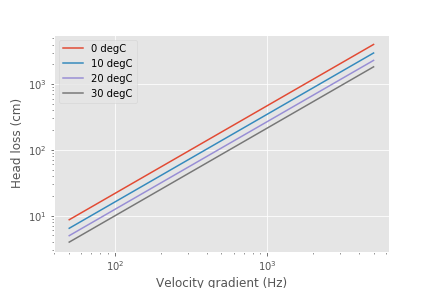 0 degC
10 degC
20 degC
30 degC
Head loss (cm)
10³
10²
10¹
10² 10³
Velocity gradient (Hz)